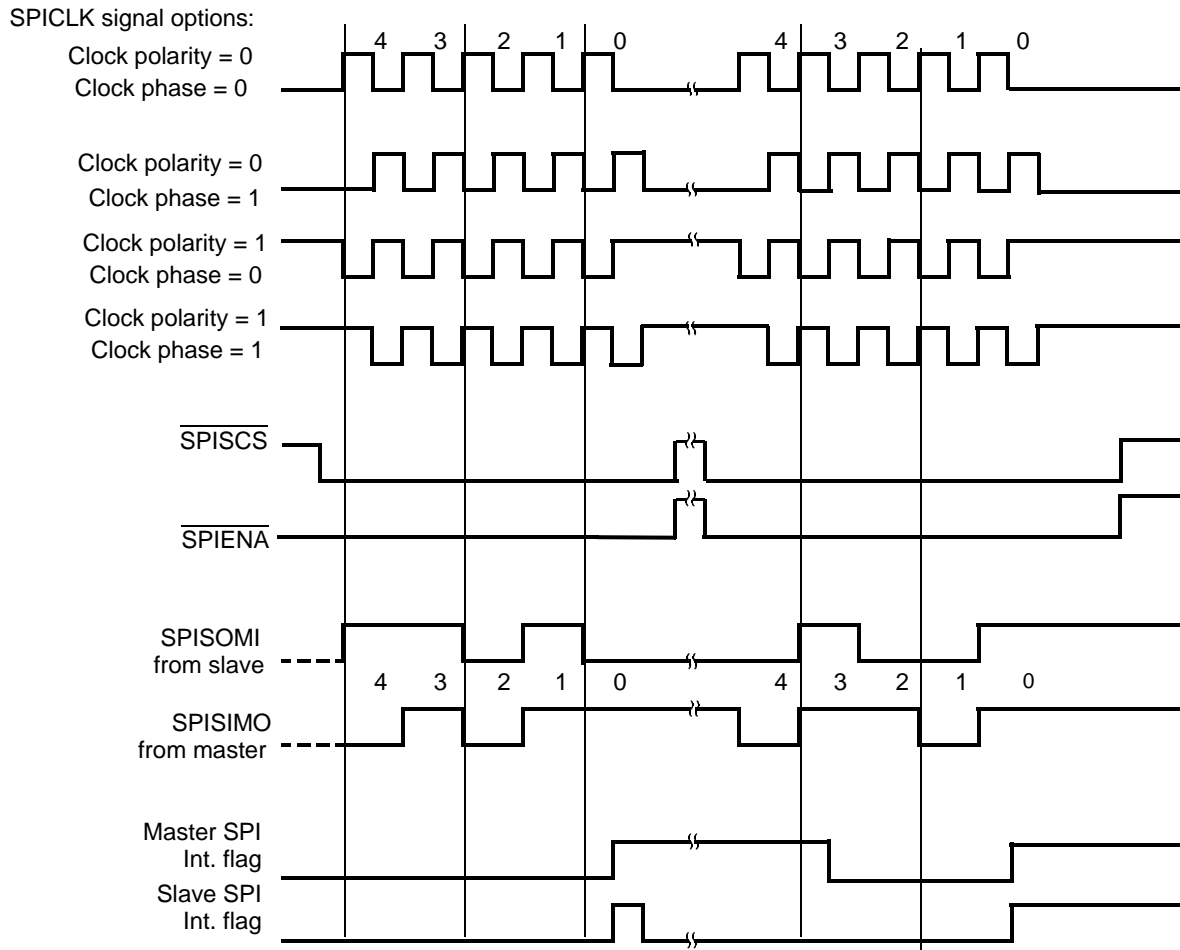 SPICLK signal options:
4 3 2 1 0 4 3 2 1 0
Clock polarity = 0
Clock phase = 0
Clock polarity = 0
Clock phase = 1
Clock polarity = 1
Clock phase = 0
Clock polarity = 1
Clock phase = 1
SPISCS
SPIENA
SPISOMI
from slave
4 3 2 1 0 4 3 2 1 0
SPISIMO
from master
Master SPI
Int. flag
Slave SPI
Int. flag